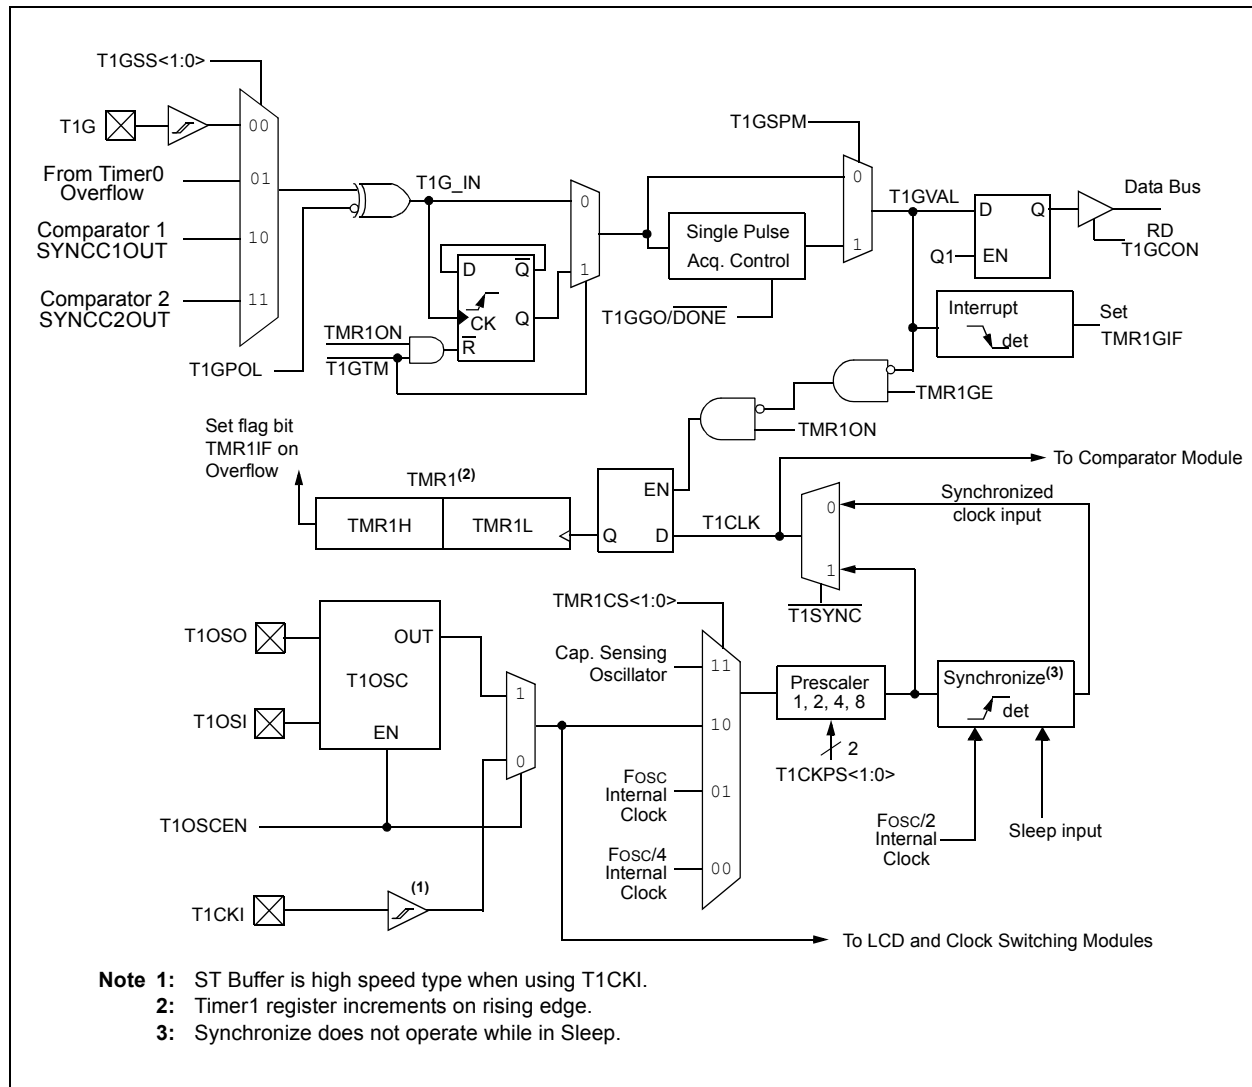 T1GSS<1:0>
T1G
00
From Timer0
Overflow
01
Comparator 1
SYNCC1OUT
10
Comparator 2
SYNCC2OUT
11
T1GPOL
T1G_IN
0
1
D
Q
CK
Q
R
TMR1ON
T1GTM
T1GSPM
0
1
Single Pulse
Acq. Control
T1GGO/DONE
T1GVAL
D
Q
Q1
EN
Data Bus
RD
T1GCON
Interrupt
det
Set
TMR1GIF
TMR1GE
TMR1ON
Set flag bit
TMR1IF on
Overflow
TMR1(2)
TMR1H
TMR1L
EN
Q
D
T1CLK
To Comparator Module
0
1
Synchronized
clock input
T1SYNC
T1OSO
T1OSI
OUT
T1OSC
EN
1
0
T1OSCEN
T1CKI
(1)
TMR1CS<1:0>
Cap. Sensing
Oscillator
11
10
FOSC
Internal
Clock
01
FOSC/4
Internal
Clock
00
Prescaler
1, 2, 4, 8
2
T1CKPS<1:0>
Synchronize(3)
det
FOSC/2
Internal
Clock
Sleep input
To LCD and Clock Switching Modules
Note 1: ST Buffer is high speed type when using T1CKI.
2: Timer1 register increments on rising edge.
3: Synchronize does not operate while in Sleep.